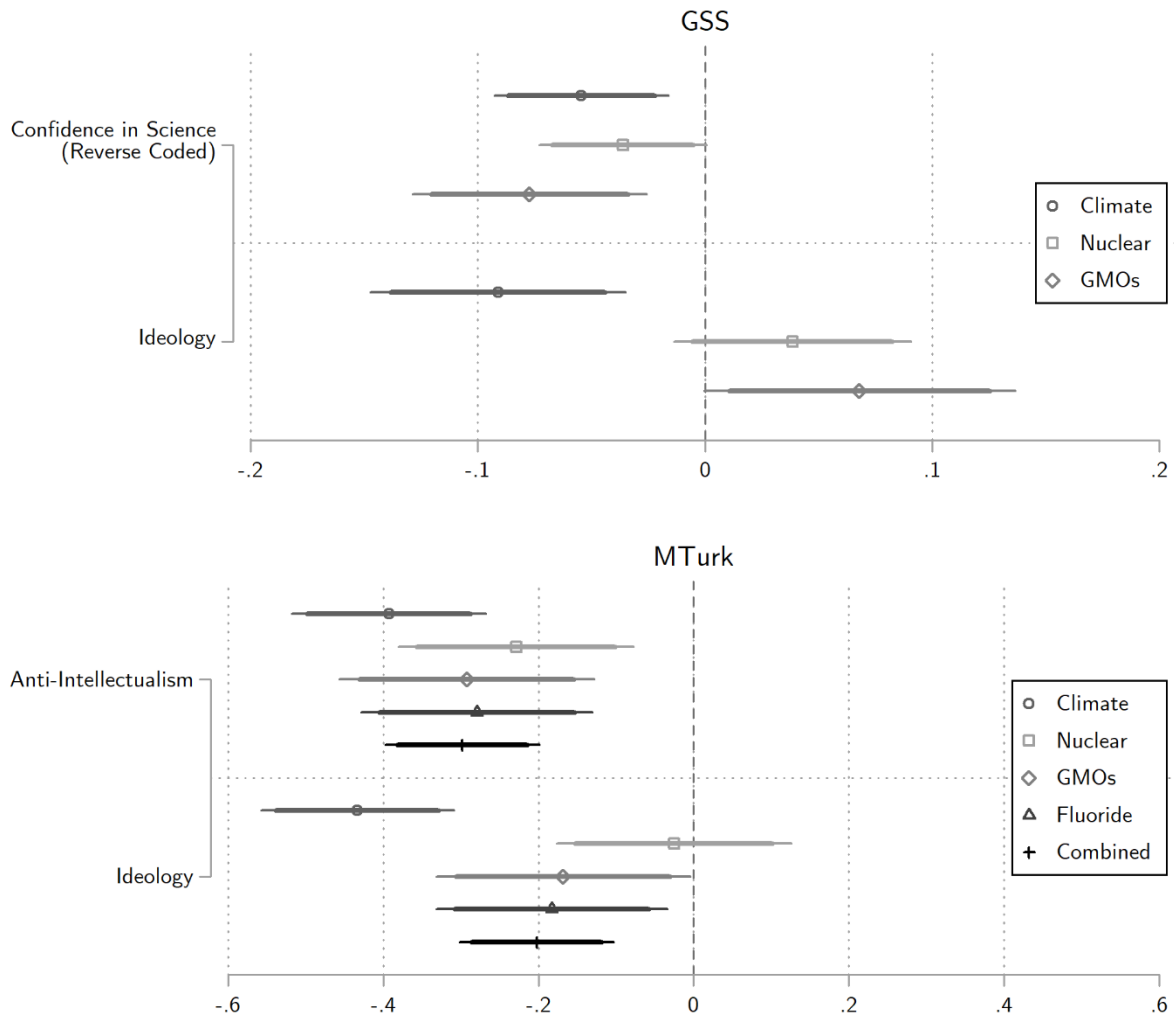 GSS
Confidence in Science
(Reverse Coded)
Ideology
Climate
Nuclear
GMOs
-.2
-.1
0
.1
.2
MTurk
Anti-Intellectualism
Ideology
Climate
Nuclear
GMOs
Fluoride
Combined
-.6
-.4
-.2
0
.2
.4
.6